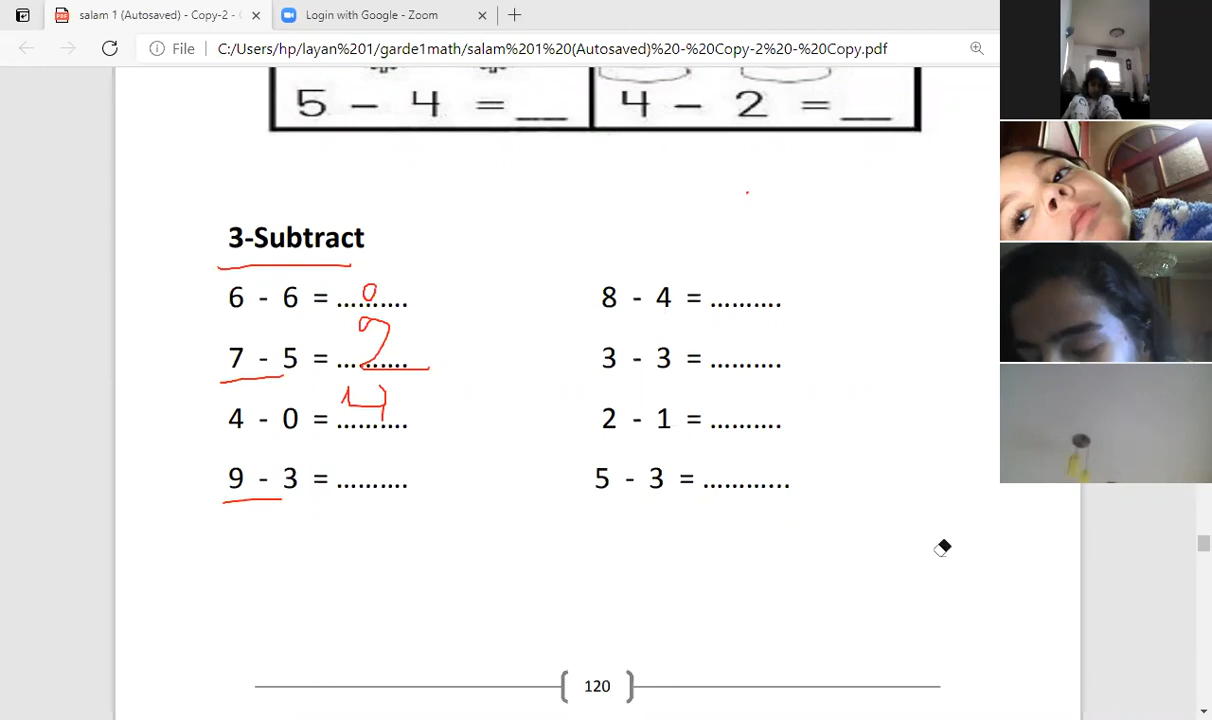 salam 1 (Autosaved) - Copy-2 - C
Login with Google - Zoom
File C:/Users/hp/layan%201/garde1math/salam%201%20(Autosaved)%20-%20Copy-2%20-%20Copy.pdf
5 - 4 = __ 4 - 2 = __
3-Subtract
6 - 6 = ..........0 8 - 4 = ..........
7 - 5 = ..........2 3 - 3 = ..........
4 - 0 = ..........4 2 - 1 = ..........
9 - 3 = .......... 5 - 3 = ...........
120